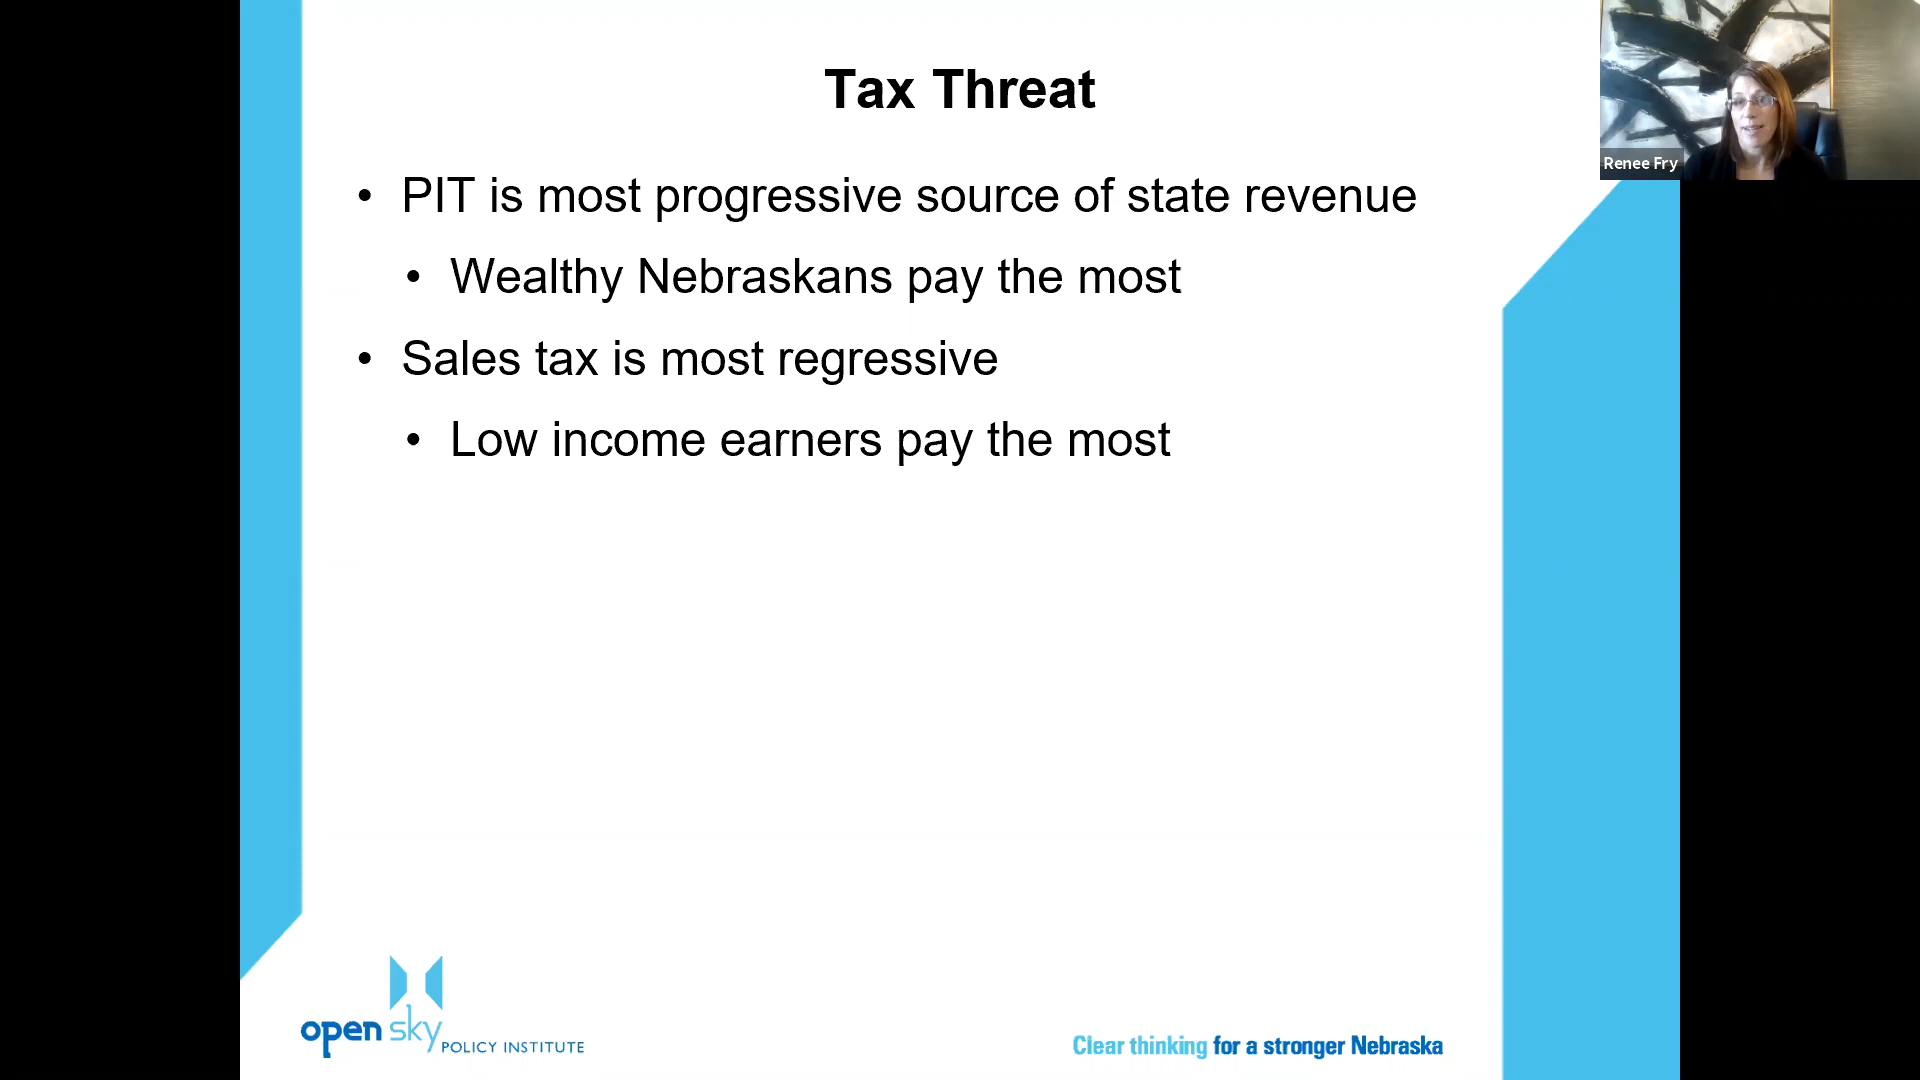 Tax Threat
Renee Fry
• PIT is most progressive source of state revenue
• Wealthy Nebraskans pay the most
• Sales tax is most regressive
• Low income earners pay the most
open sky POLICY INSTITUTE
Clear thinking for a stronger Nebraska